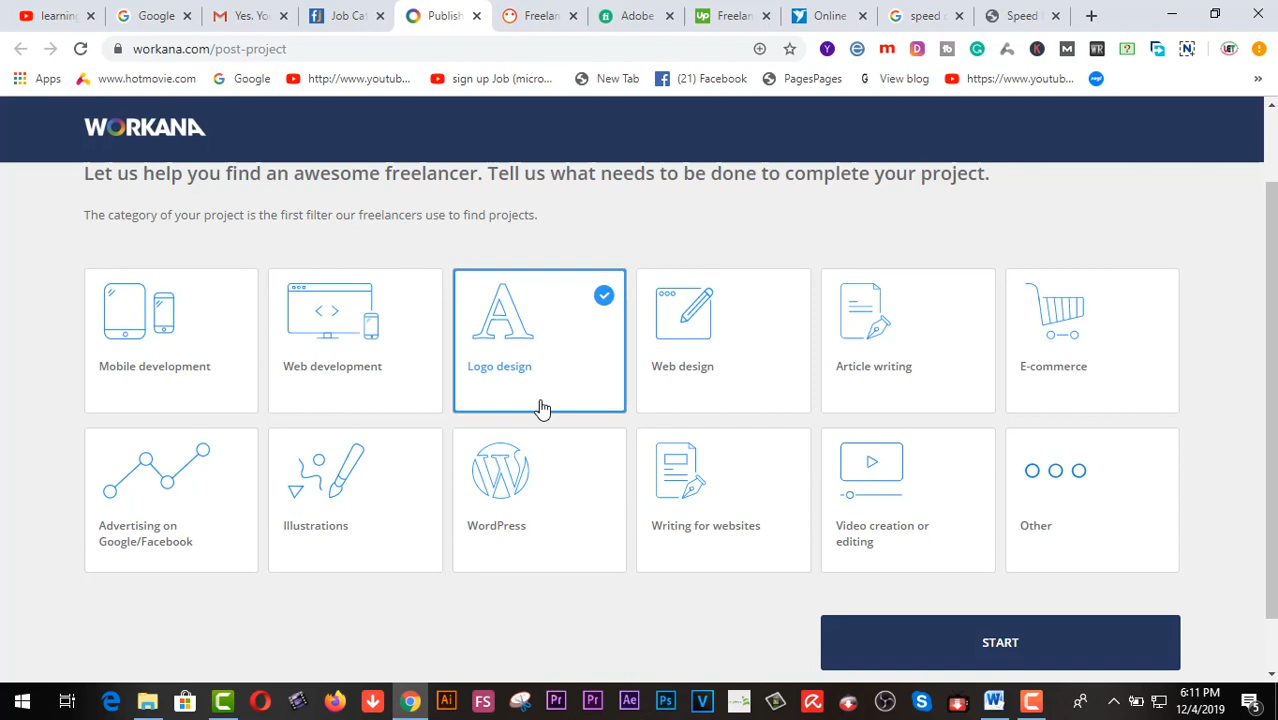 learning
Google
Yes. You
Job Cat
Publish
Freelan
Adobe
Freelan
Online
speed c
Speed I
workana.com/post-project
Apps
www.hotmovie.com
Google
http://www.youtub...
sign up Job (micro...
New Tab
(21) Facebook
PagesPages
View blog
https://www.youtub...
WORKANA
Let us help you find an awesome freelancer. Tell us what needs to be done to complete your project.
The category of your project is the first filter our freelancers use to find projects.
Mobile development
Web development
Logo design
Web design
Article writing
E-commerce
Advertising on
Google/Facebook
Illustrations
WordPress
Writing for websites
Video creation or
editing
Other
START
6:11 PM
12/4/2019